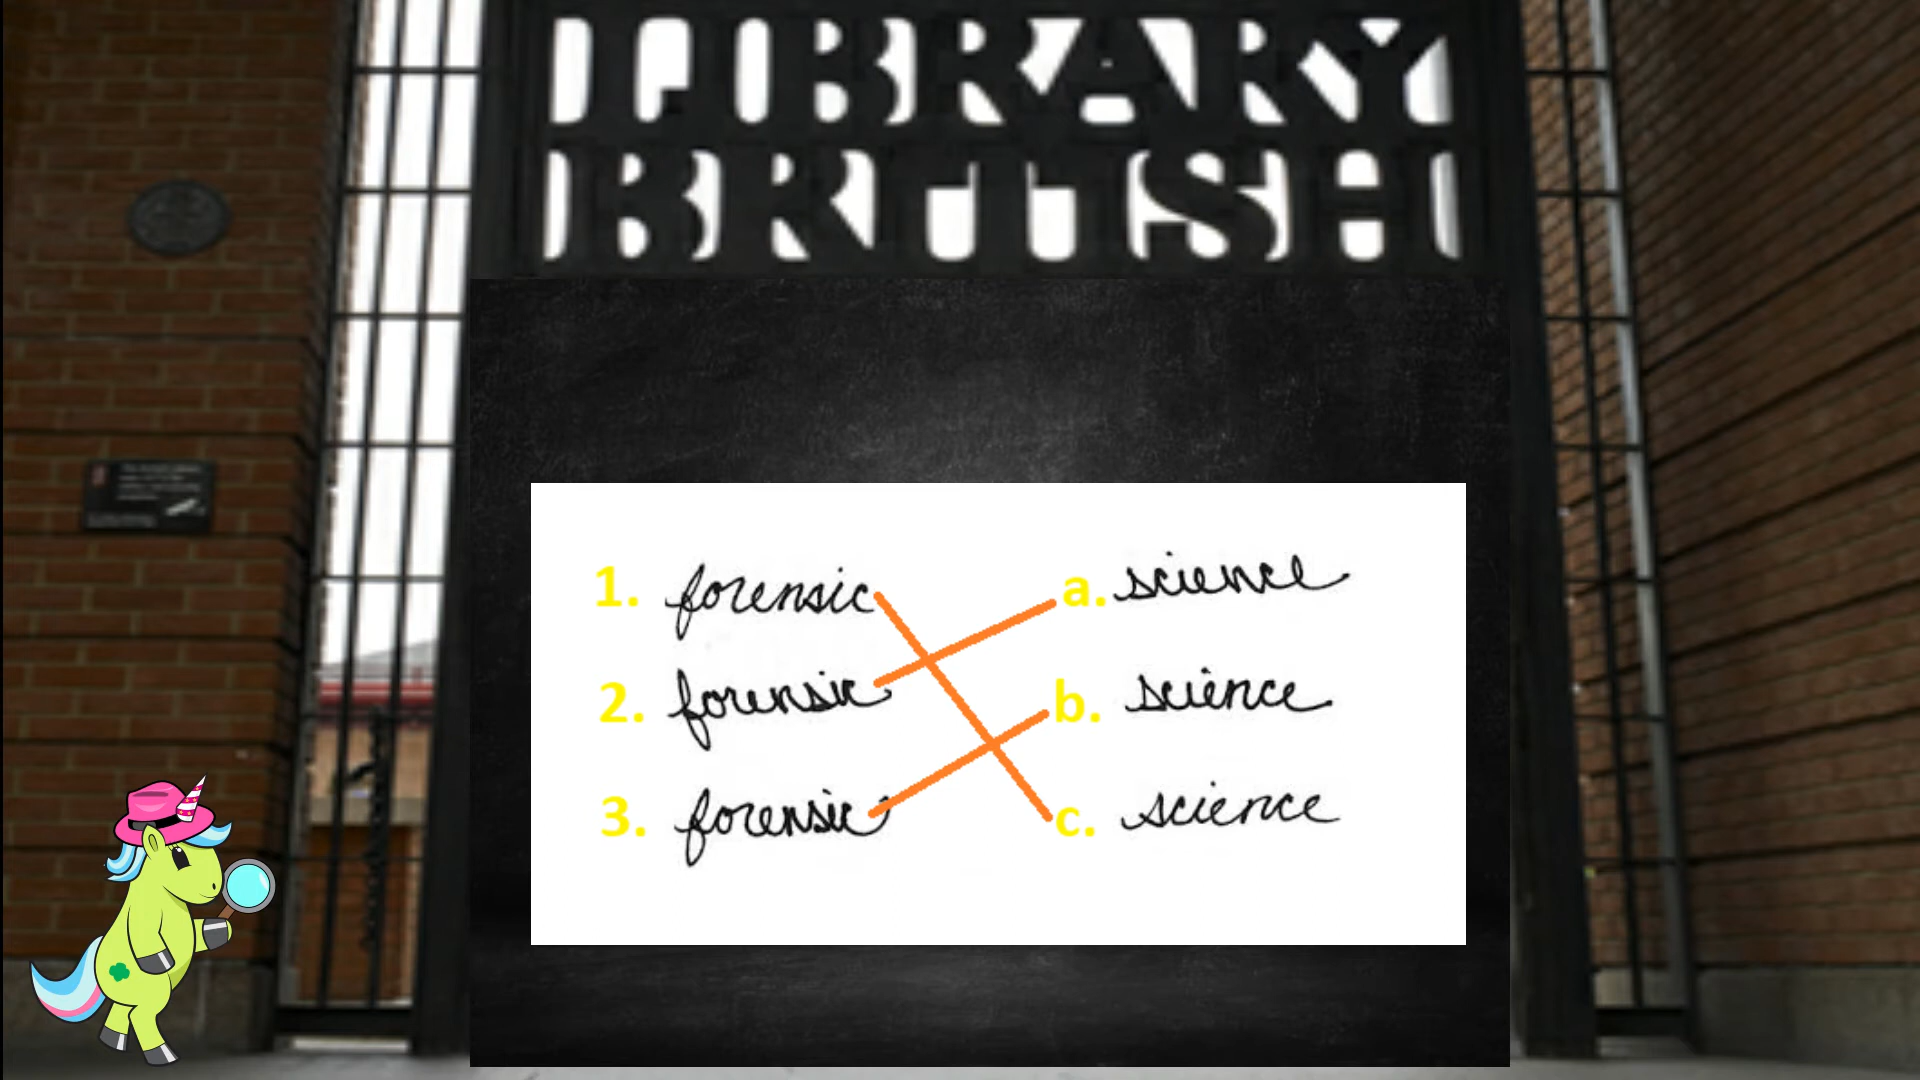 LIBRARY
BRITISH
1. forensic a. science
2. forensic b. science
3. forensic c. science